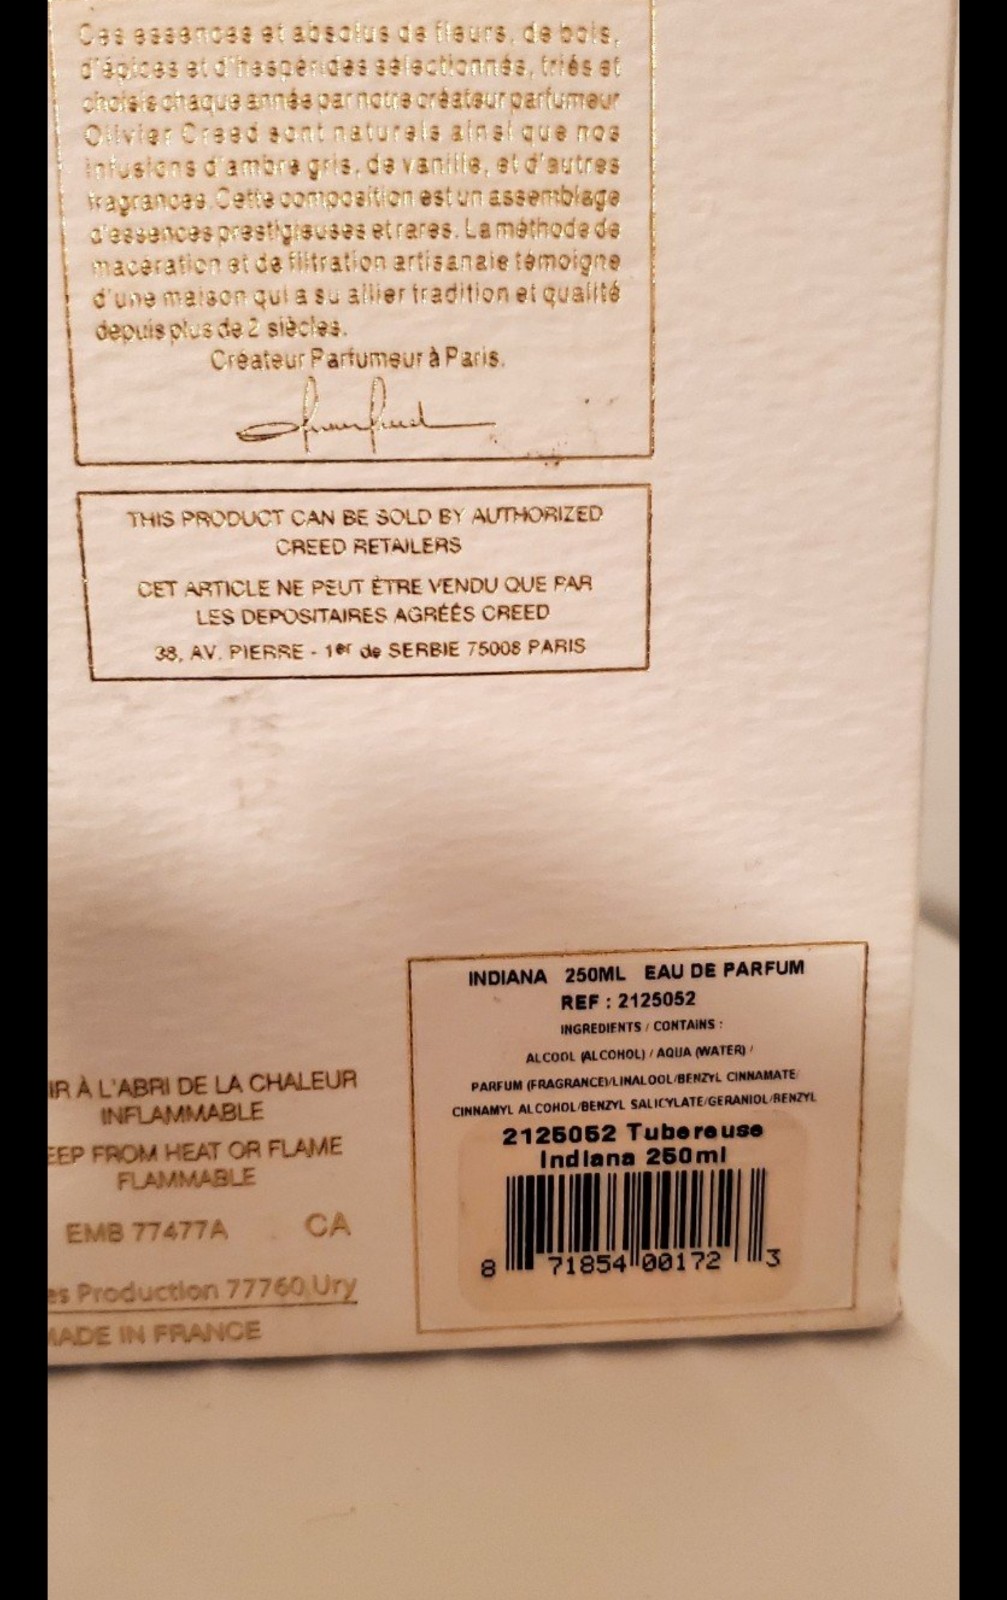 Ces essences et absolus de fleurs, de bois,
d'épices et d'hespérides sélectionnés, triés et
choisis chaque année par notre créateur parfumeur
Olivier Creed sont naturels ainsi que nos
infusions d'ambre gris, de vanille, et d'autres
fragrances. Cette composition est un assemblage
d'essences prestigieuses et rares. La méthode de
macération et de filtration artisanale témoigne
d'une maison qui a su allier tradition et qualité
depuis plus de 2 siècles.
Créateur Parfumeur à Paris.
THIS PRODUCT CAN BE SOLD BY AUTHORIZED
CREED RETAILERS
CET ARTICLE NE PEUT ÊTRE VENDU QUE PAR
LES DEPOSITAIRES AGRÉÉS CREED
38, AV. PIERRE - 1er de SERBIE 75008 PARIS
INDIANA 250ML EAU DE PARFUM
REF : 2125052
INGREDIENTS / CONTAINS :
ALCOOL (ALCOHOL) / AQUA (WATER) /
PARFUM (FRAGRANCE)/LINALOOL/BENZYL CINNAMATE/
CINNAMYL ALCOHOL/BENZYL SALICYLATE/GERANIOL/BENZYL
2125052 Tubereuse
Indiana 250ml
8 71854 00172 3
IR À L'ABRI DE LA CHALEUR
INFLAMMABLE
EEP FROM HEAT OR FLAME
FLAMMABLE
EMB 77477A CA
es Production 77760 Ury
MADE IN FRANCE